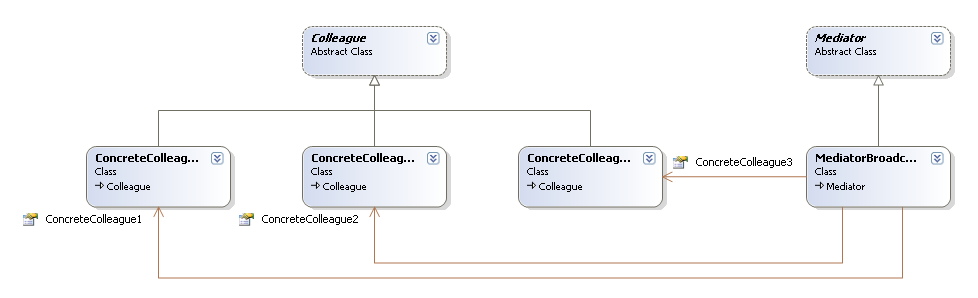 Colleague
Abstract Class
Mediator
Abstract Class
ConcreteColleag...
Class
Colleague
ConcreteColleag...
Class
Colleague
ConcreteColleag...
Class
Colleague
ConcreteColleague3
MediatorBroadc...
Class
Mediator
ConcreteColleague1
ConcreteColleague2